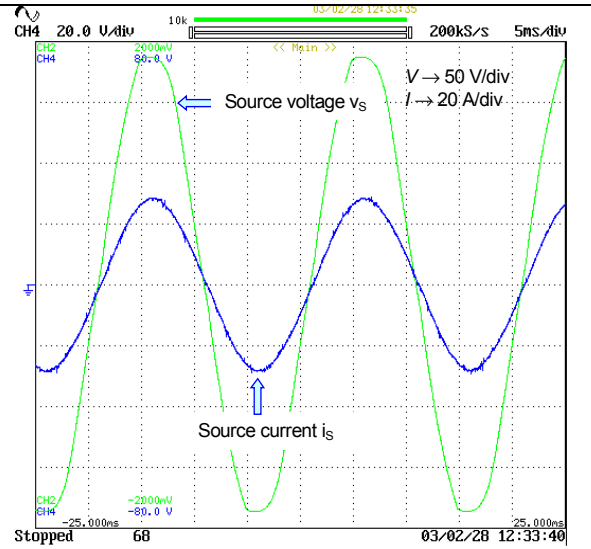 03/02/28 12:33:35
CH4 20.0 V/div 10k 200kS/s 5ms/div
CH2 2000mV << Main >>
CH4 80.0 V
V → 50 V/div
I → 20 A/div
Source voltage vS
Source current iS
CH2 -2000mV
CH4 -80.0 V
-25.000ms 25.000ms
Stopped 68 03/02/28 12:33:40